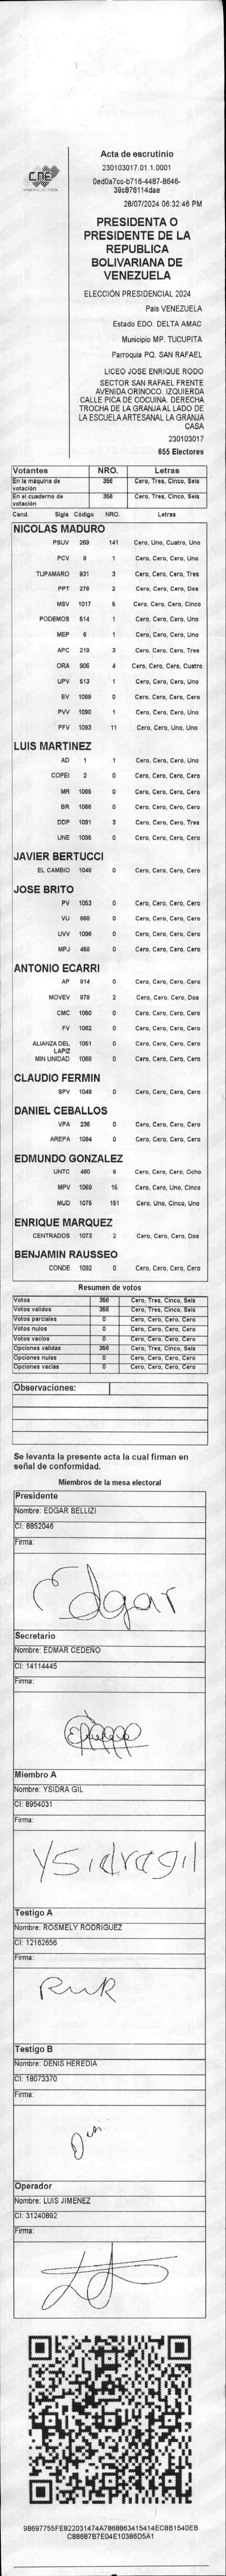 CNE
Acta de escrutinio
230103017.01.1.0001
0ed0a7cc-b716-4487-8646-
39c876114dae
28/07/2024 06:32:46 PM
PRESIDENTA O
PRESIDENTE DE LA
REPUBLICA
BOLIVARIANA DE
VENEZUELA
ELECCIÓN PRESIDENCIAL 2024
País VENEZUELA
Estado EDO. DELTA AMAC
Municipio MP. TUCUPITA
Parroquia PQ. SAN RAFAEL
LICEO JOSE ENRIQUE RODO
SECTOR SAN RAFAEL FRENTE
AVENIDA ORINOCO. IZQUIERDA
CALLE PICA DE COCUINA. DERECHA
TROCHA DE LA GRANJA AL LADO DE
LA ESCUELA ARTESANAL LA GRANJA
CASA
230103017
655 Electores
Votantes NRO. Letras
En la máquina de votación 356 Cero, Tres, Cinco, Seis
En el cuaderno de votación 356 Cero, Tres, Cinco, Seis
Cand. Sigla Código NRO. Letras
NICOLAS MADURO
PSUV 269 141 Cero, Uno, Cuatro, Uno
PCV 9 1 Cero, Cero, Cero, Uno
TUPAMARO 931 3 Cero, Cero, Cero, Tres
PPT 276 2 Cero, Cero, Cero, Dos
MSV 1017 5 Cero, Cero, Cero, Cinco
PODEMOS 514 1 Cero, Cero, Cero, Uno
MEP 6 1 Cero, Cero, Cero, Uno
APC 219 3 Cero, Cero, Cero, Tres
ORA 906 4 Cero, Cero, Cero, Cuatro
UPV 613 1 Cero, Cero, Cero, Uno
EV 1089 0 Cero, Cero, Cero, Cero
PVV 1090 1 Cero, Cero, Cero, Uno
PFV 1093 11 Cero, Cero, Uno, Uno
LUIS MARTINEZ
AD 1 1 Cero, Cero, Cero, Uno
COPEI 2 0 Cero, Cero, Cero, Cero
MR 1065 0 Cero, Cero, Cero, Cero
BR 1066 0 Cero, Cero, Cero, Cero
DDP 1091 3 Cero, Cero, Cero, Tres
UNE 1095 0 Cero, Cero, Cero, Cero
JAVIER BERTUCCI
EL CAMBIO 1048 0 Cero, Cero, Cero, Cero
JOSE BRITO
PV 1053 0 Cero, Cero, Cero, Cero
VU 868 0 Cero, Cero, Cero, Cero
UVV 1096 0 Cero, Cero, Cero, Cero
MPJ 459 0 Cero, Cero, Cero, Cero
ANTONIO ECARRI
AP 814 0 Cero, Cero, Cero, Cero
MOVEV 878 2 Cero, Cero, Cero, Dos
CMC 1050 0 Cero, Cero, Cero, Cero
FV 1062 0 Cero, Cero, Cero, Cero
ALIANZA DEL LAPIZ 1051 0 Cero, Cero, Cero, Cero
MIN UNIDAD 1068 0 Cero, Cero, Cero, Cero
CLAUDIO FERMIN
SPV 1049 0 Cero, Cero, Cero, Cero
DANIEL CEBALLOS
VPA 236 0 Cero, Cero, Cero, Cero
AREPA 1094 0 Cero, Cero, Cero, Cero
EDMUNDO GONZALEZ
UNTC 460 8 Cero, Cero, Cero, Ocho
MPV 1069 15 Cero, Cero, Uno, Cinco
MUD 1075 151 Cero, Uno, Cinco, Uno
ENRIQUE MARQUEZ
CENTRADOS 1073 2 Cero, Cero, Cero, Dos
BENJAMIN RAUSSEO
CONDE 1092 0 Cero, Cero, Cero, Cero
Resumen de votos
Votos 356 Cero, Tres, Cinco, Seis
Votos validos 356 Cero, Tres, Cinco, Seis
Votos parciales 0 Cero, Cero, Cero, Cero
Votos nulos 0 Cero, Cero, Cero, Cero
Votos vacios 0 Cero, Cero, Cero, Cero
Opciones validas 356 Cero, Tres, Cinco, Seis
Opciones nulas 0 Cero, Cero, Cero, Cero
Opciones vacias 0 Cero, Cero, Cero, Cero
Observaciones:
Se levanta la presente acta la cual firman en
señal de conformidad.
Miembros de la mesa electoral
Presidente
Nombre: EDGAR BELLIZI
CI: 8852046
Firma:
Edgar
Secretario
Nombre: EDMAR CEDEÑO
CI: 14114445
Firma:
Miembro A
Nombre: YSIDRA GIL
CI: 8954031
Firma:
Ysidra gil
Testigo A
Nombre: ROSMELY RODRIGUEZ
CI: 12162656
Firma:
Testigo B
Nombre: DENIS HEREDIA
CI: 18073370
Firma:
Operador
Nombre: LUIS JIMENEZ
CI: 31240892
Firma:
98697755FE822031474A7868863415414EC8B1540EB
C88687B7E04E10386D5A1